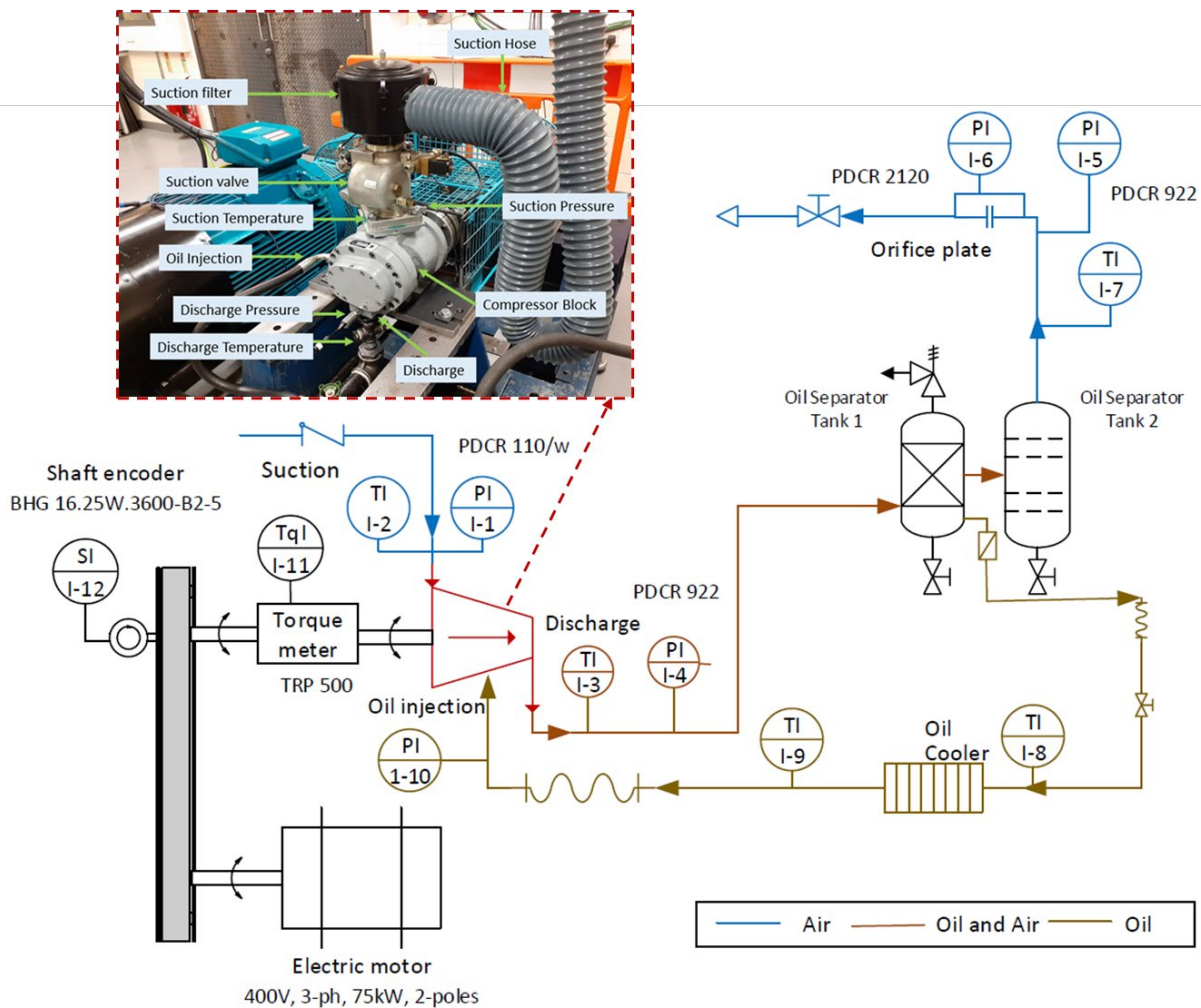 Suction Hose
Suction filter
Suction valve
Suction Temperature
Suction Pressure
Oil Injection
Compressor Block
Discharge Pressure
Discharge Temperature
Discharge
PI
I-6
PI
I-5
PDCR 2120
PDCR 922
Orifice plate
TI
I-7
Oil Separator
Tank 1
Oil Separator
Tank 2
Suction
PDCR 110/w
Shaft encoder
BHG 16.25W.3600-B2-5
TI
I-2
PI
I-1
TqI
I-11
SI
I-12
Torque
meter
TRP 500
PDCR 922
Discharge
TI
I-3
PI
I-4
Oil injection
PI
1-10
TI
I-9
Oil
Cooler
TI
I-8
Electric motor
400V, 3-ph, 75kW, 2-poles
Air
Oil and Air
Oil